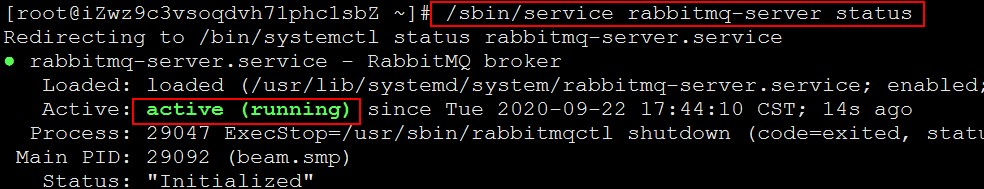 [root@iZwz9c3vsoqdvh71phc1sbZ ~]# /sbin/service rabbitmq-server status
Redirecting to /bin/systemctl status rabbitmq-server.service
● rabbitmq-server.service - RabbitMQ broker
Loaded: loaded (/usr/lib/systemd/system/rabbitmq-server.service; enabled;
Active: active (running) since Tue 2020-09-22 17:44:10 CST; 14s ago
Process: 29047 ExecStop=/usr/sbin/rabbitmqctl shutdown (code=exited, statu
Main PID: 29092 (beam.smp)
Status: "Initialized"